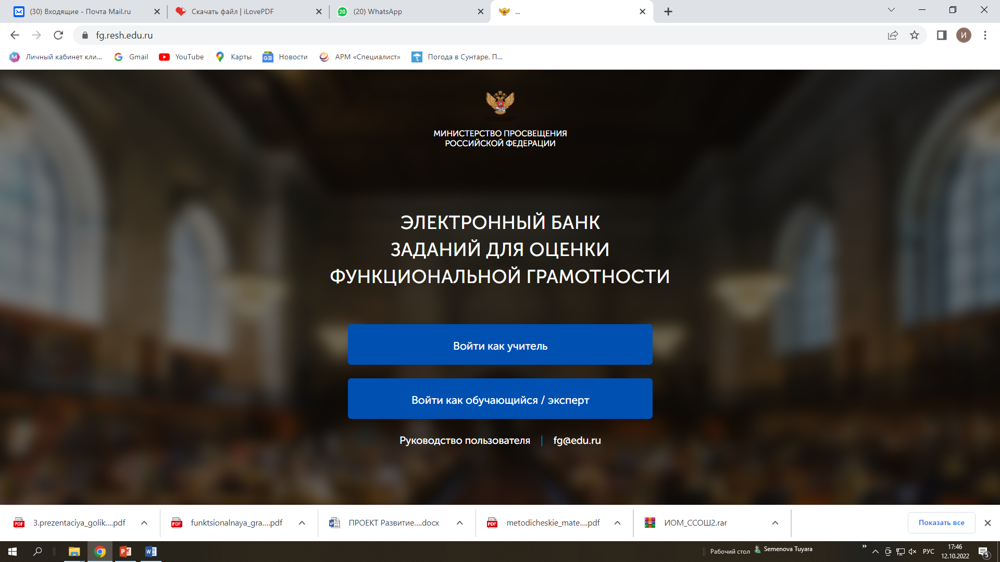 (30) Входящие - Почта Mail.ru
Скачать файл | iLovePDF
20
(20) WhatsApp
...
fg.resh.edu.ru
И
Личный кабинет кли...
Gmail
YouTube
Карты
Новости
АРМ «Специалист»
Погода в Сунтаре. П...
МИНИСТЕРСТВО ПРОСВЕЩЕНИЯ
РОССИЙСКОЙ ФЕДЕРАЦИИ
ЭЛЕКТРОННЫЙ БАНК
ЗАДАНИЙ ДЛЯ ОЦЕНКИ
ФУНКЦИОНАЛЬНОЙ ГРАМОТНОСТИ
Войти как учитель
Войти как обучающийся / эксперт
Руководство пользователя | fg@edu.ru
3.prezentaciya_golik....pdf
funktsionalnaya_gra....pdf
ПРОЕКТ Развитие....docx
metodicheskie_mate....pdf
ИОМ_ССОШ2.rar
Показать все
Рабочий стол
Semenova Tuyara
»
РУС
17:46
12.10.2022
5